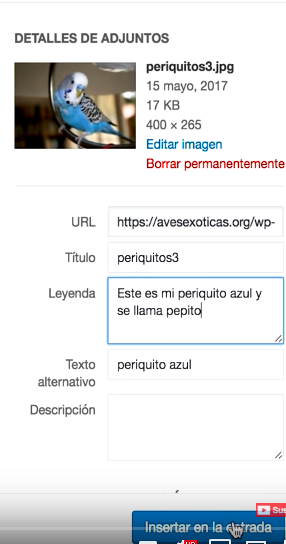 DETALLES DE ADJUNTOS
periquitos3.jpg
15 mayo, 2017
17 KB
400 × 265
Editar imagen
Borrar permanentemente
URL https://avesexoticas.org/wp-
Título periquitos3
Leyenda Este es mi periquito azul y
se llama pepito
Texto periquito azul
alternativo
Descripción
Insertar en la entrada
Sus
HD